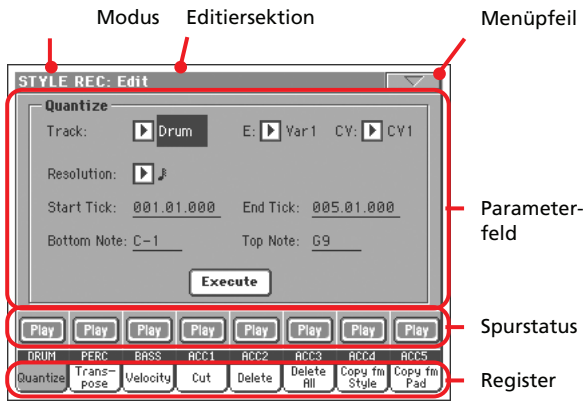 Modus Editiersektion Menüpfeil
STYLE REC: Edit
Quantize
Track: Drum E: Var1 CV: CV1
Resolution:
Start Tick: 001.01.000 End Tick: 005.01.000
Parameter-
feld
Bottom Note: C-1 Top Note: G9
Execute
Play Play Play Play Play Play Play Play
Spurstatus
DRUM PERC BASS ACC1 ACC2 ACC3 ACC4 ACC5
Quantize Trans-
pose Velocity Cut Delete Delete
All Copy fm
Style Copy fm
Pad
Register